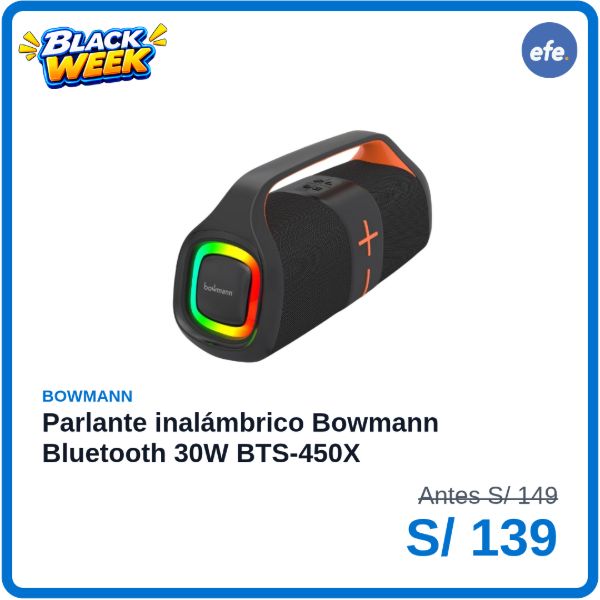 BLACK
WEEK
efe.
bowmann
BOWMANN
Parlante inalámbrico Bowmann
Bluetooth 30W BTS-450X
Antes S/ 149
S/ 139